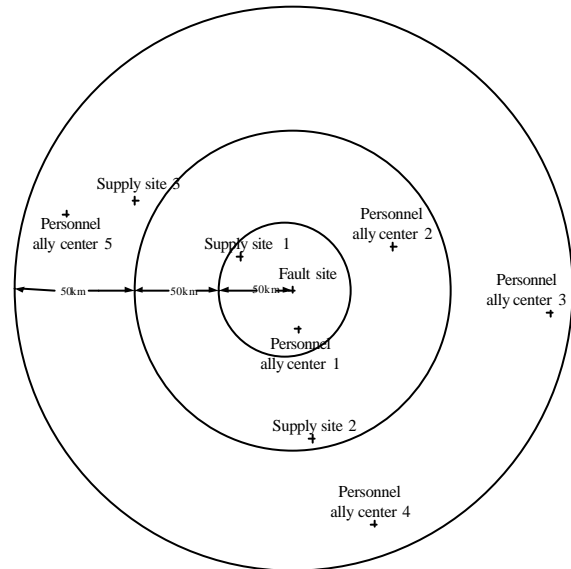 Supply site 3
Personnel
ally center 5
Personnel
ally center 2
Supply site 1
Fault site
50km
50km
50km
Personnel
ally center 3
Personnel
ally center 1
Supply site 2
Personnel
ally center 4